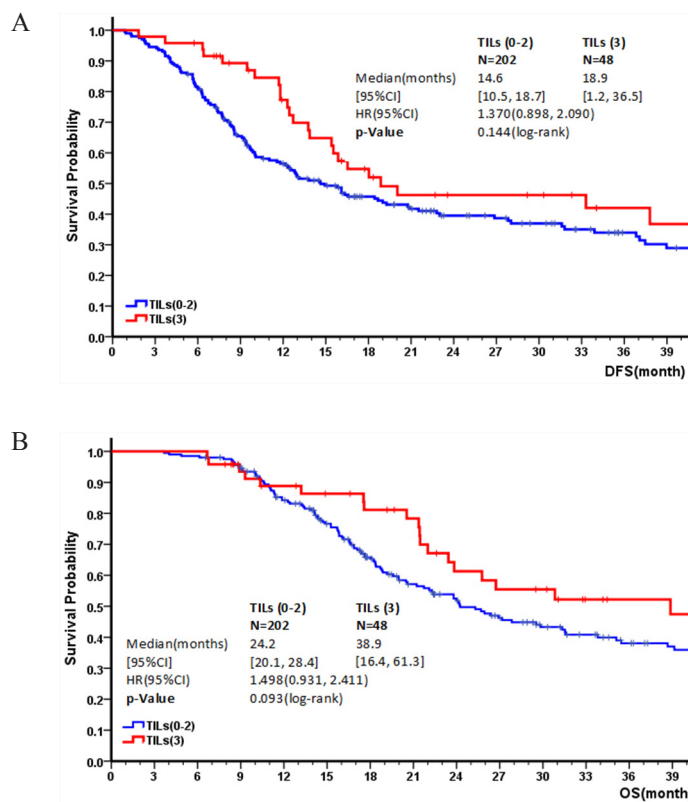 A
TILs (0-2) TILs (3)
N=202 N=48
Median(months) 14.6 18.9
[95%CI] [10.5, 18.7] [1.2, 36.5]
HR(95%CI) 1.370(0.898, 2.090)
p-Value 0.144(log-rank)
Survival Probability
1.0
0.9
0.8
0.7
0.6
0.5
0.4
0.3
0.2
0.1
0.0
TILs(0-2)
TILs(3)
0 3 6 9 12 15 18 21 24 27 30 33 36 39
DFS(month)
B
Survival Probability
1.0
0.9
0.8
0.7
0.6
0.5
0.4
0.3
0.2
0.1
0.0
TILs (0-2) TILs (3)
N=202 N=48
Median(months) 24.2 38.9
[95%CI] [20.1, 28.4] [16.4, 61.3]
HR(95%CI) 1.498(0.931, 2.411)
p-Value 0.093(log-rank)
TILs(0-2)
TILs(3)
0 3 6 9 12 15 18 21 24 27 30 33 36 39
OS(month